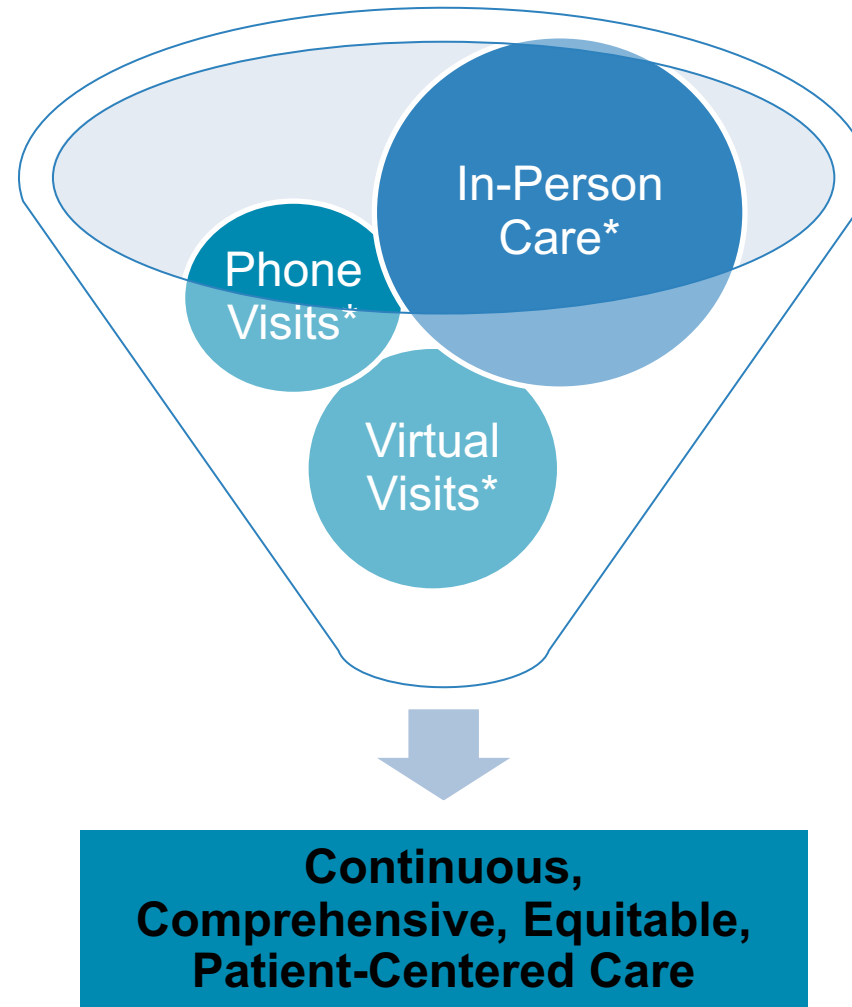 In-Person
Care*
Phone
Visits*
Virtual
Visits*
Continuous,
Comprehensive, Equitable,
Patient-Centered Care